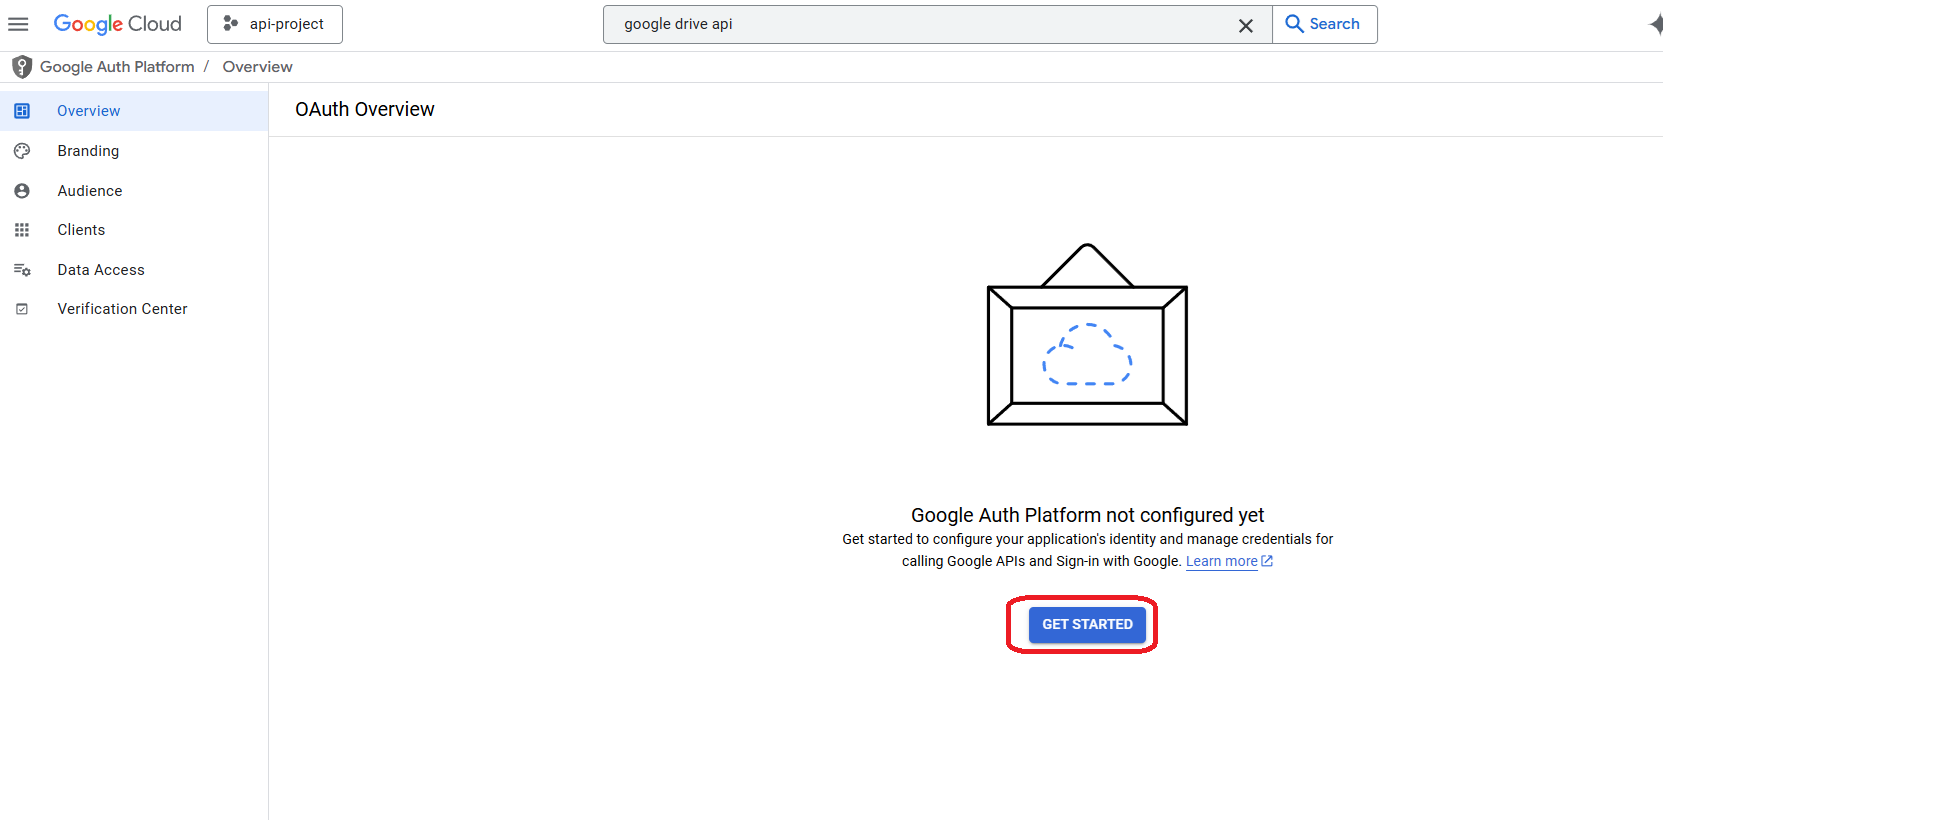 Google Cloud
api-project
google drive api
Search
Google Auth Platform / Overview
Overview
Branding
Audience
Clients
Data Access
Verification Center
OAuth Overview
Google Auth Platform not configured yet
Get started to configure your application's identity and manage credentials for
calling Google APIs and Sign-in with Google. Learn more
GET STARTED